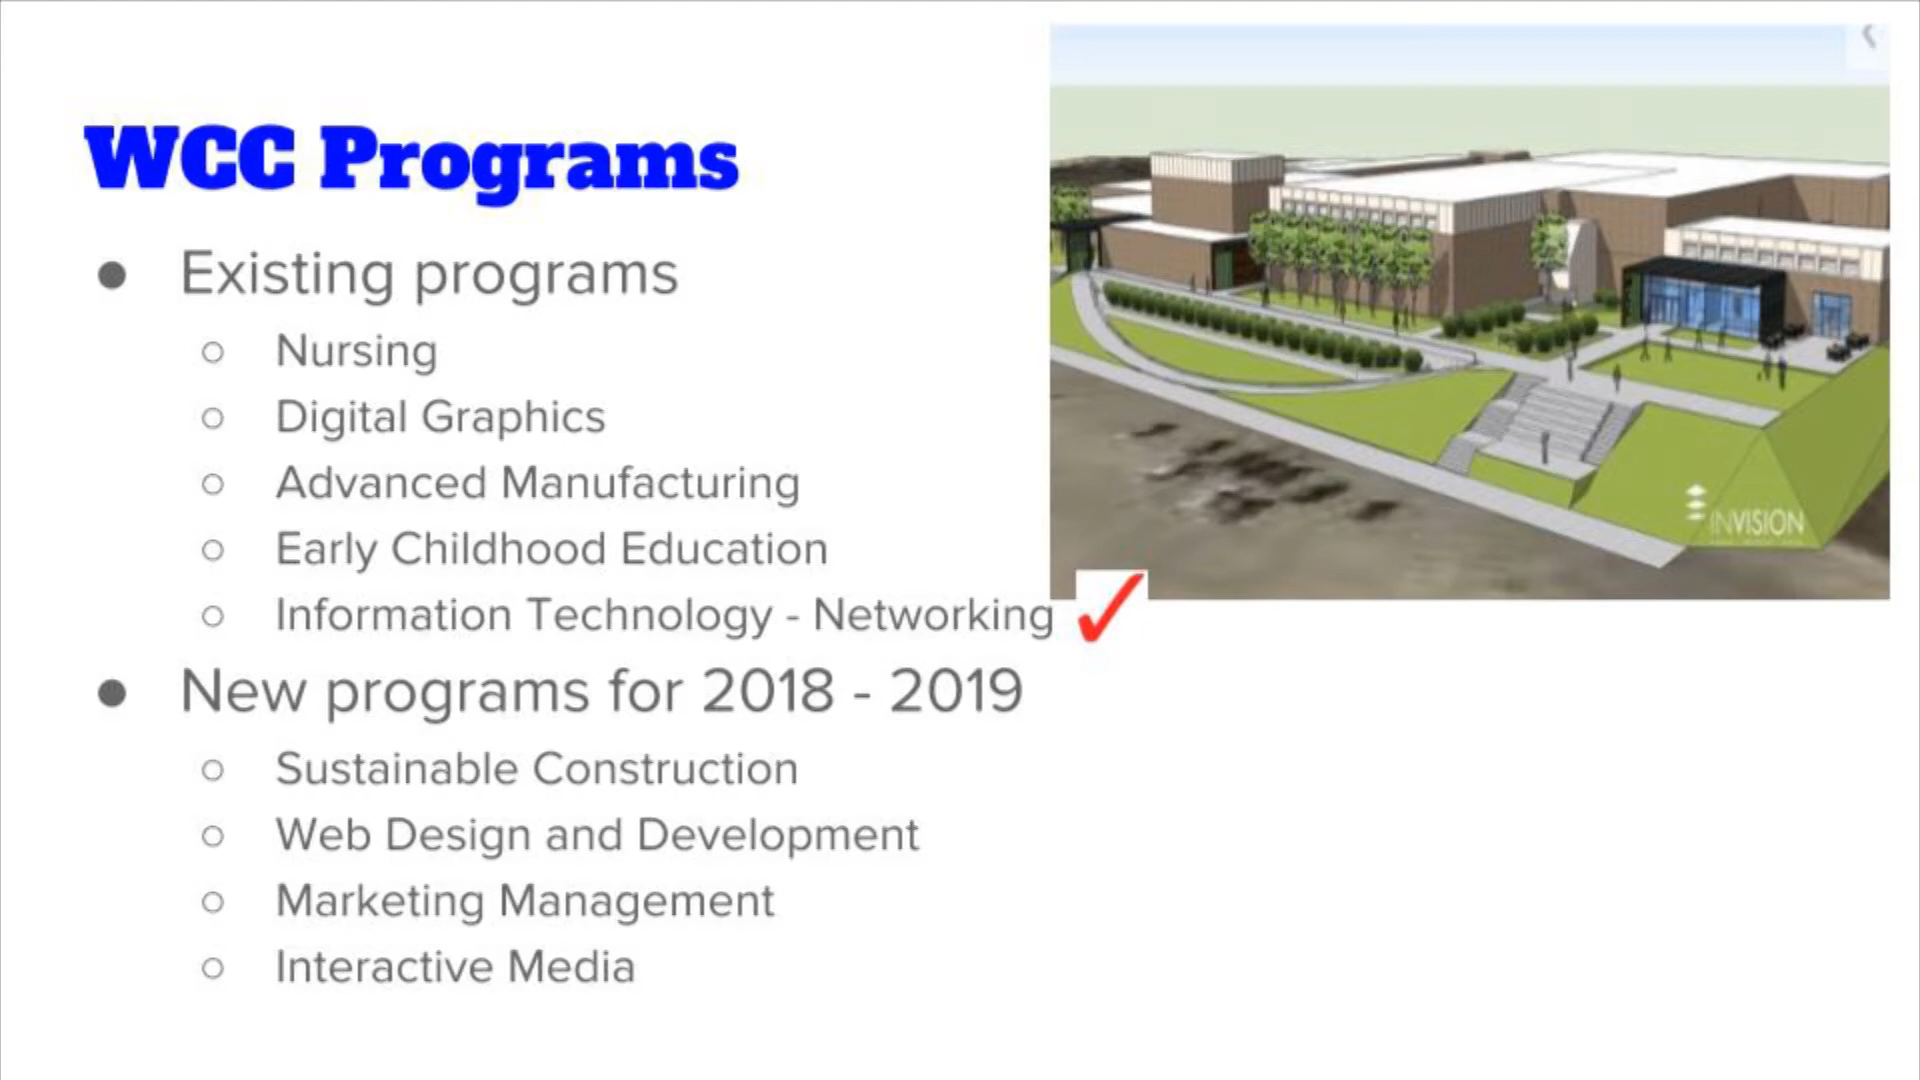 WCC Programs
● Existing programs
○ Nursing
○ Digital Graphics
○ Advanced Manufacturing
○ Early Childhood Education
○ Information Technology - Networking
● New programs for 2018 - 2019
○ Sustainable Construction
○ Web Design and Development
○ Marketing Management
○ Interactive Media
INVISION